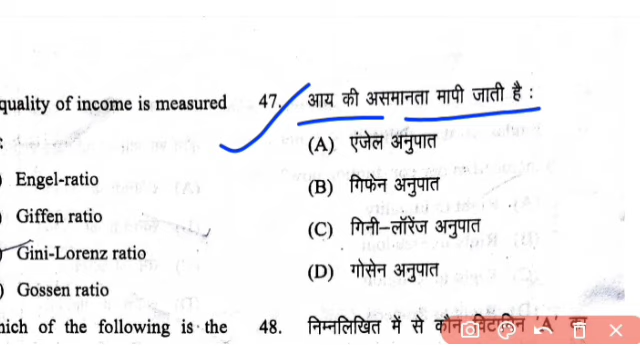 quality of income is measured
:
Engel-ratio
Giffen ratio
Gini-Lorenz ratio
Gossen ratio
of the following is the
47. आय की असमानता मापी जाती है :
(A) एंजेल अनुपात
(B) गिफेन अनुपात
(C) गिनी–लॉरेंज अनुपात
(D) गोसेन अनुपात
48. निम्नलिखित में से कौन विटामिन 'A' का